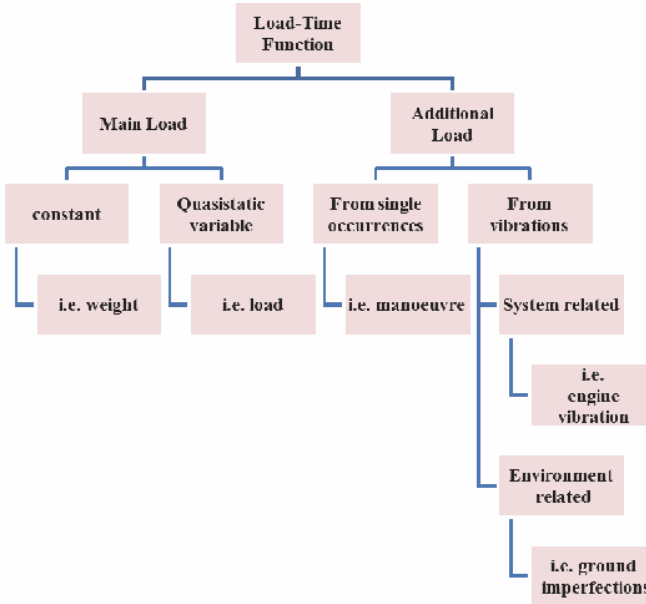 Load-Time
Function
Main Load
Additional
Load
constant
Quasistatic
variable
From single
occurrences
From
vibrations
i.e. weight
i.e. load
i.e. manoeuvre
System related
i.e.
engine
vibration
Environment
related
i.e. ground
imperfections